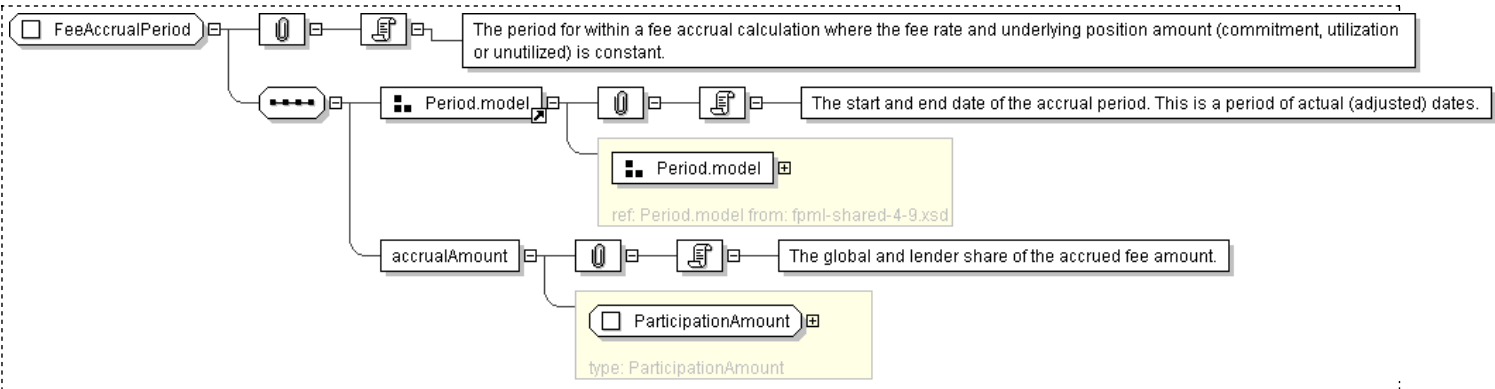 FeeAccrualPeriod
The period for within a fee accrual calculation where the fee rate and underlying position amount (commitment, utilization
or unutilized) is constant.
Period.model
The start and end date of the accrual period. This is a period of actual (adjusted) dates.
Period.model
ref: Period.model from: fpml-shared-4-9.xsd
accrualAmount
The global and lender share of the accrued fee amount.
ParticipationAmount
type: ParticipationAmount